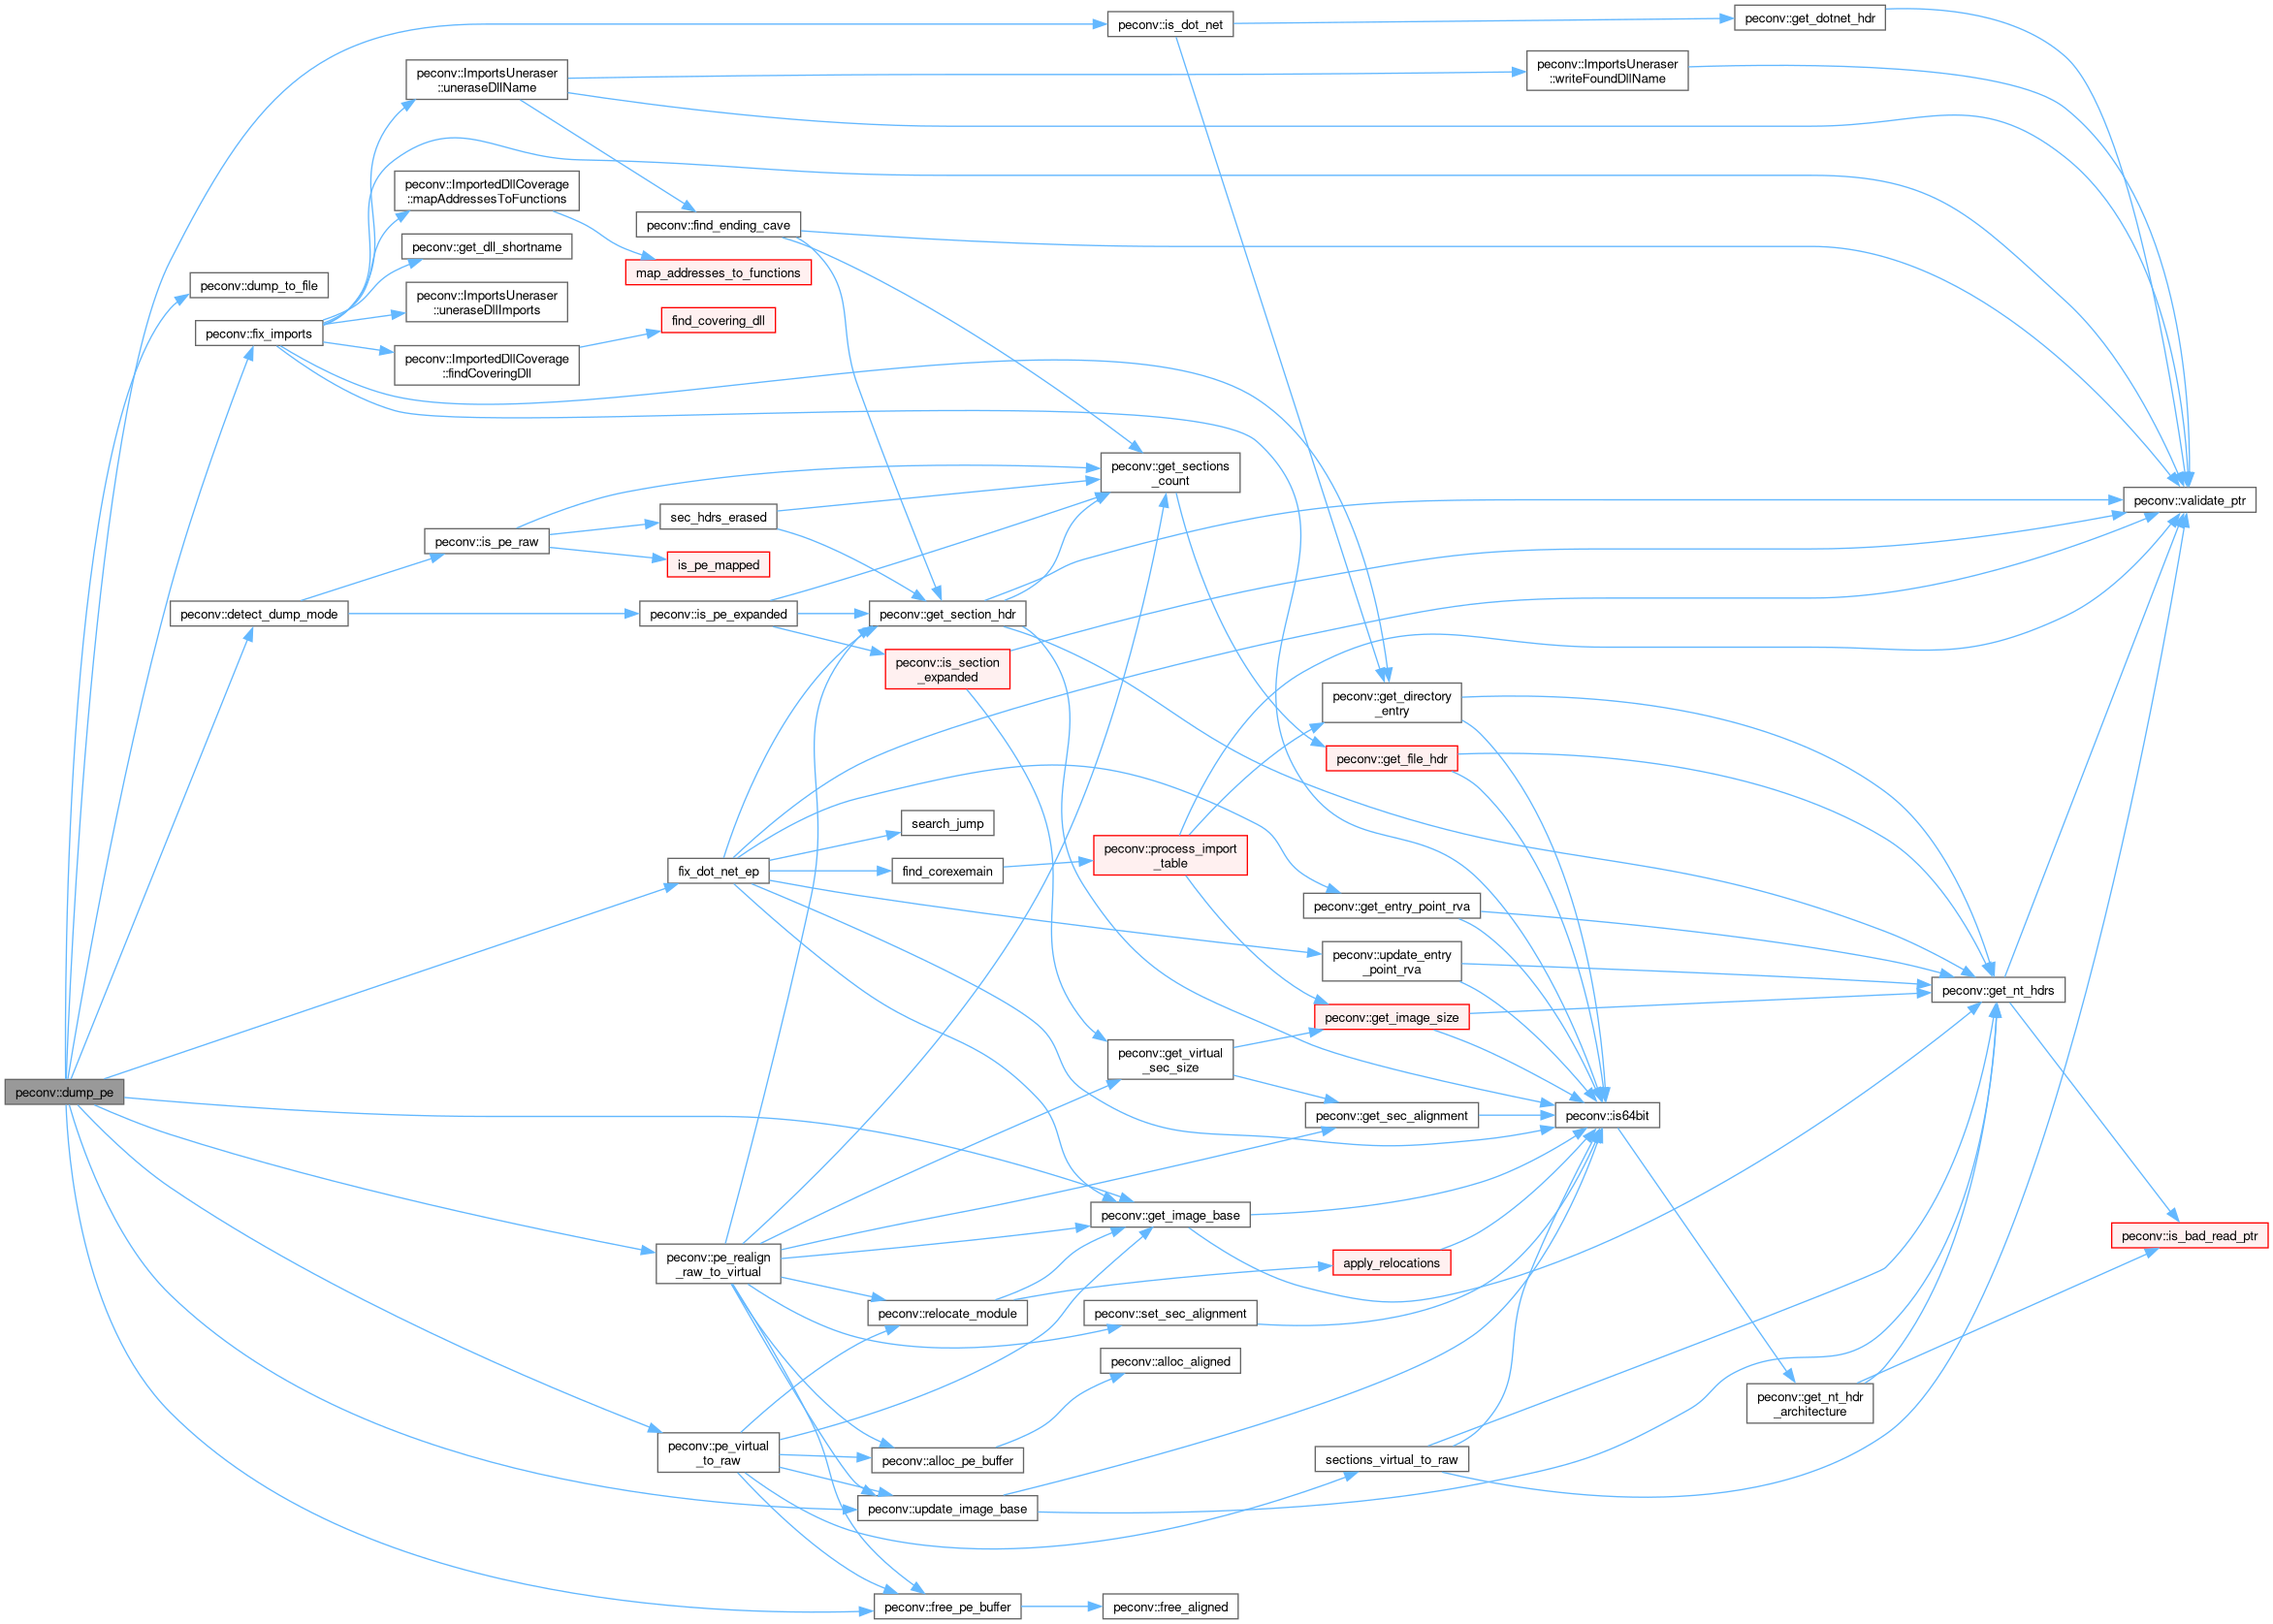 peconv::is_dot_net
peconv::get_dotnet_hdr
peconv::ImportsUneraser
::uneraseDllName
peconv::ImportsUneraser
::writeFoundDllName
peconv::ImportedDllCoverage
::mapAddressesToFunctions
peconv::find_ending_cave
peconv::get_dll_shortname
map_addresses_to_functions
peconv::dump_to_file
peconv::ImportsUneraser
::uneraseDllImports
peconv::fix_imports
find_covering_dll
peconv::ImportedDllCoverage
::findCoveringDll
peconv::get_sections
_count
peconv::validate_ptr
sec_hdrs_erased
peconv::is_pe_raw
is_pe_mapped
peconv::detect_dump_mode
peconv::is_pe_expanded
peconv::get_section_hdr
peconv::is_section
_expanded
peconv::get_directory
_entry
peconv::get_file_hdr
search_jump
peconv::process_import
_table
fix_dot_net_ep
find_corexemain
peconv::get_entry_point_rva
peconv::update_entry
_point_rva
peconv::get_nt_hdrs
peconv::get_image_size
peconv::get_virtual
_sec_size
peconv::dump_pe
peconv::get_sec_alignment
peconv::is64bit
peconv::get_image_base
peconv::is_bad_read_ptr
peconv::pe_realign
_raw_to_virtual
apply_relocations
peconv::relocate_module
peconv::set_sec_alignment
peconv::alloc_aligned
peconv::get_nt_hdr
_architecture
peconv::pe_virtual
_to_raw
peconv::alloc_pe_buffer
sections_virtual_to_raw
peconv::update_image_base
peconv::free_pe_buffer
peconv::free_aligned